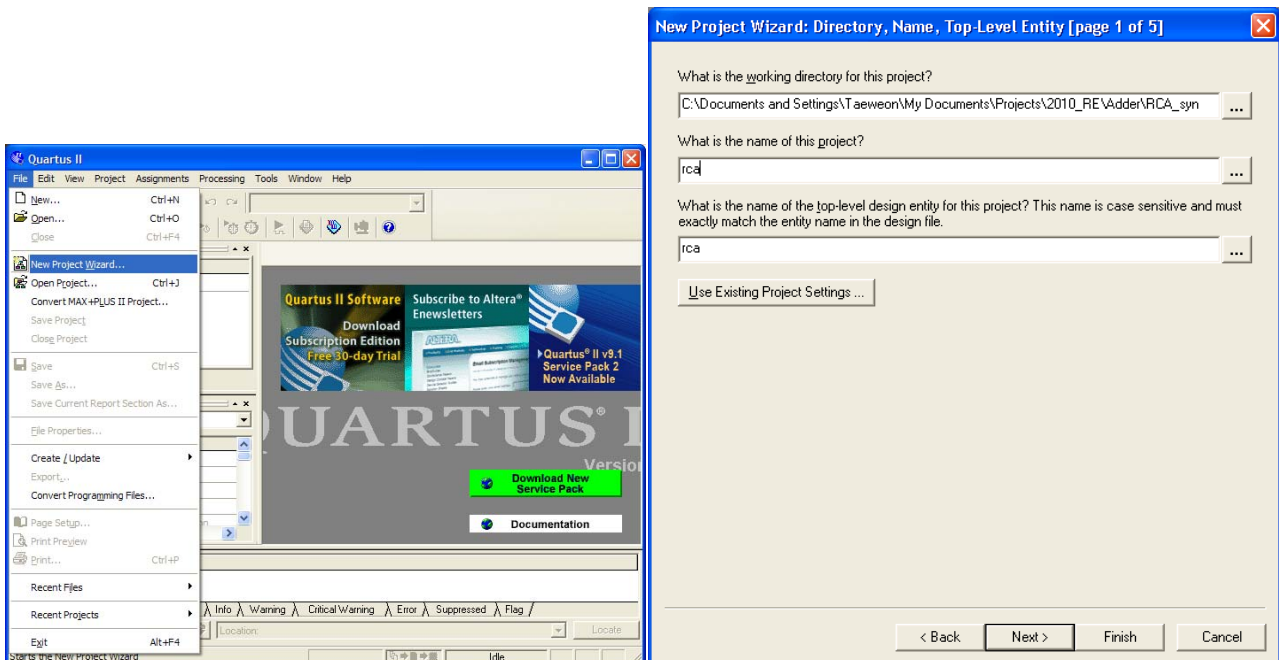 Quartus II
File Edit View Project Assignments Processing Tools Window Help
New... Ctrl+N
Open... Ctrl+O
Close Ctrl+F4
New Project Wizard...
Open Project... Ctrl+J
Convert MAX+PLUS II Project...
Save Project
Close Project
Save Ctrl+S
Save As...
Save Current Report Section As...
File Properties...
Create / Update
Export...
Convert Programming Files...
Page Setup...
Print Preview
Print... Ctrl+P
Recent Files
Recent Projects
Exit Alt+F4
Starts the New Project Wizard
Quartus II Software
Download
Subscription Edition
Free 30-day Trial
Subscribe to Altera®
Enewsletters
Quartus® II v9.1
Service Pack 2
Now Available
QUARTUS® I
Version
Download New
Service Pack
Documentation
Info Warning Critical Warning Error Suppressed Flag
Location: Locate
Idle
New Project Wizard: Directory, Name, Top-Level Entity [page 1 of 5]
What is the working directory for this project?
C:\Documents and Settings\Taeweon\My Documents\Projects\2010_RE\Adder\RCA_syn ...
What is the name of this project?
rca ...
What is the name of the top-level design entity for this project? This name is case sensitive and must
exactly match the entity name in the design file.
rca ...
Use Existing Project Settings ...
< Back Next > Finish Cancel